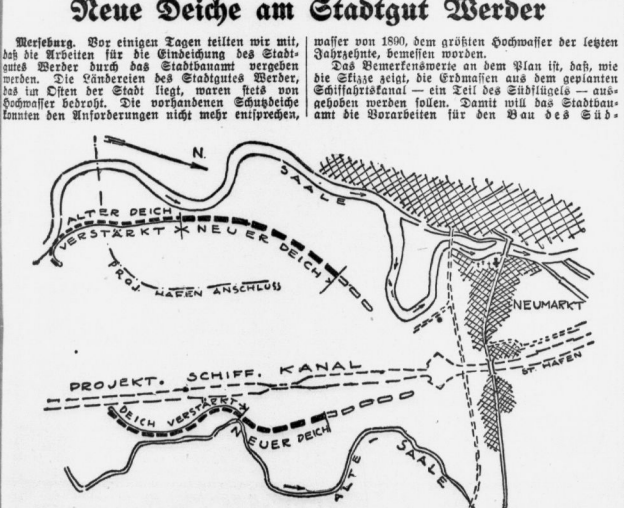 Neue Deiche am Stadtgut Werder
Merseburg. Vor einigen Tagen teilten wir mit,
daß die Arbeiten für die Eindeichung des Stadt-
gutes Werder durch das Stadtbauamt vergeben
werden. Die Ländereien des Stadtgutes Werder,
das im Osten der Stadt liegt, waren stets von
Hochwasser bedroht. Die vorhandenen Schutzdeiche
konnten den Anforderungen nicht mehr entsprechen,
wasser von 1890, dem größten Hochwasser der letzten
Jahrzehnte, bemessen worden.
Das Bemerkenswerte an dem Plan ist, daß, wie
die Skizze zeigt, die Erdmassen aus dem geplanten
Schiffahrtskanal — ein Teil des Südflügels — aus-
gehoben werden sollen. Damit will das Stadtbau-
amt die Vorarbeiten für den Bau des Süd-
N.
SAALE
ALTER DEICH
VERSTÄRKT
NEUER DEICH
PROJ. HAFEN ANSCHLUSS
NEUMARKT
PROJEKT. SCHIFF. KANAL
ST. HAFEN
DEICH VERSTÄRKT
NEUER DEICH
ALTE SAALE